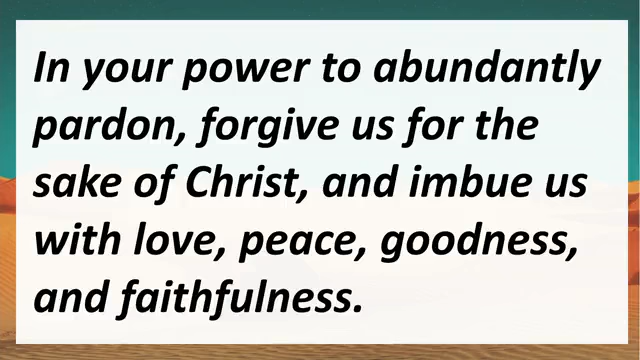 In your power to abundantly
pardon, forgive us for the
sake of Christ, and imbue us
with love, peace, goodness,
and faithfulness.